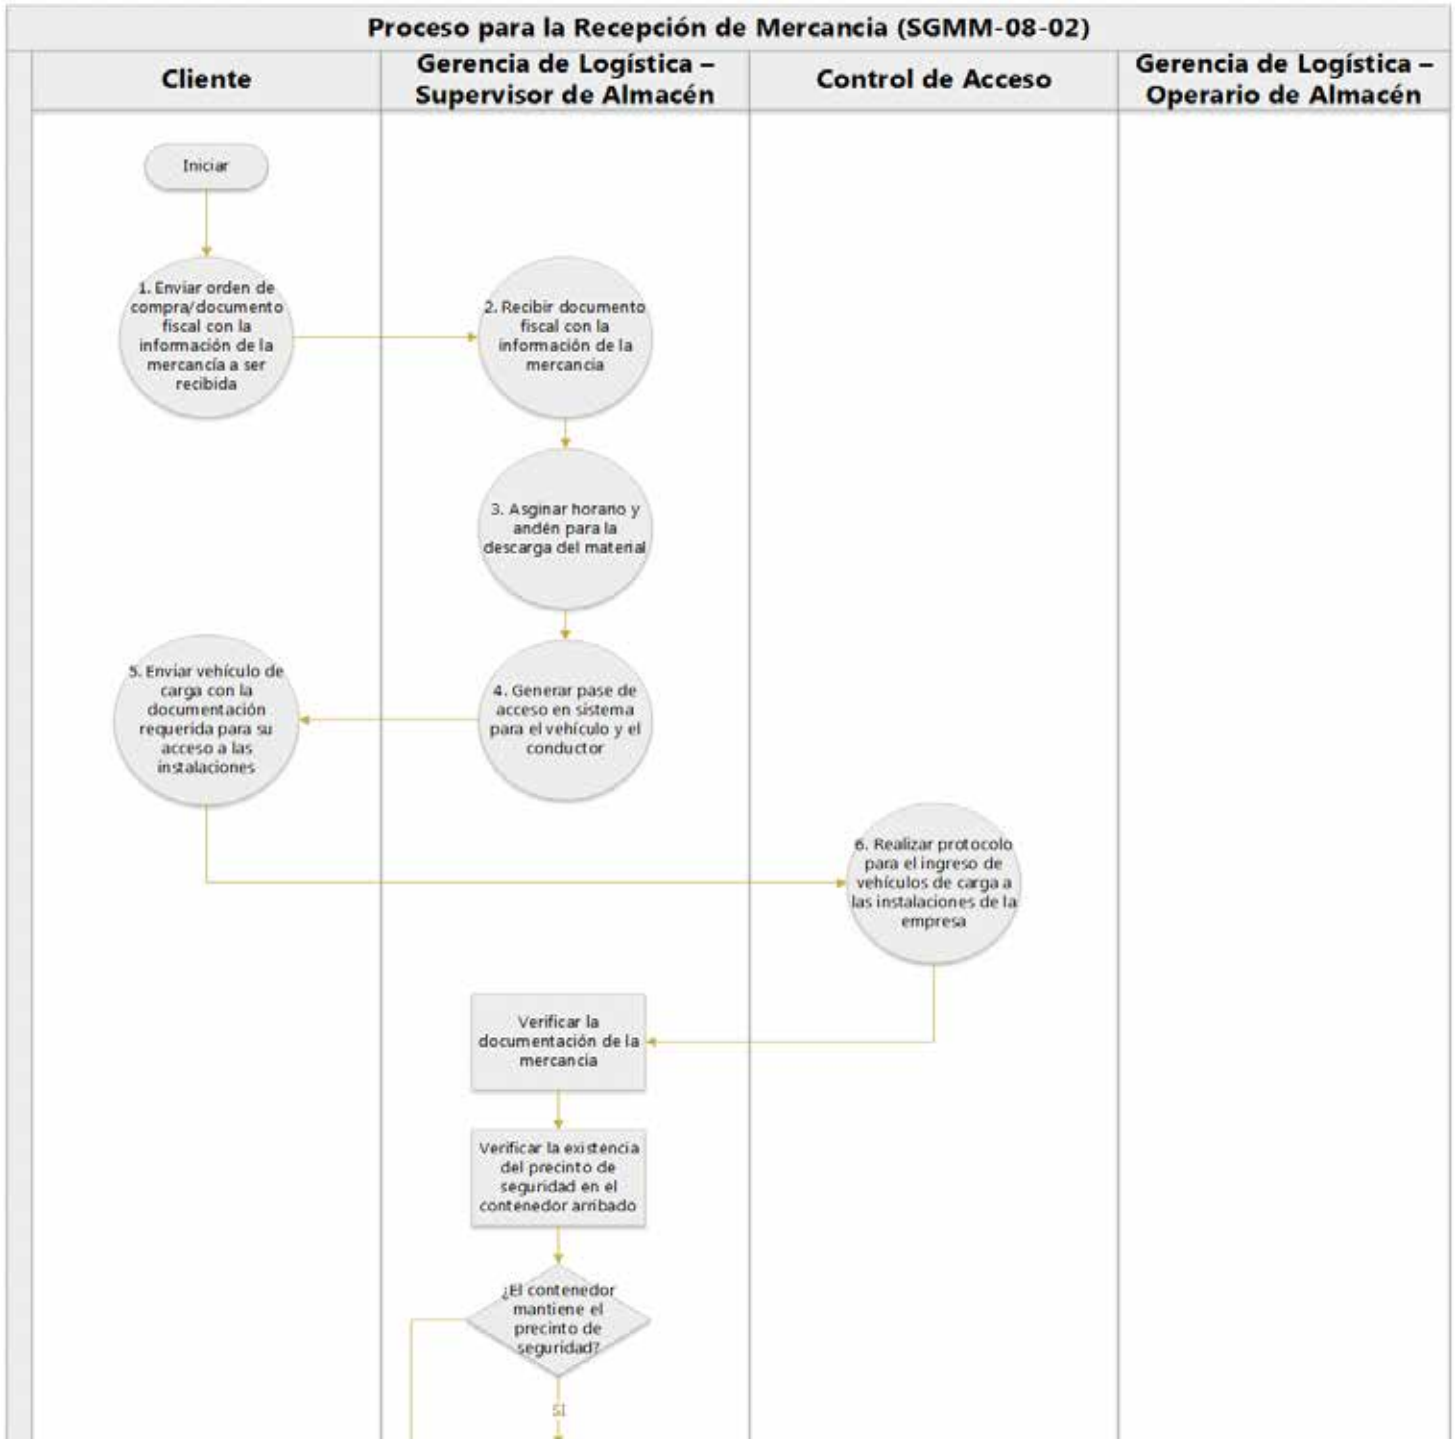 Proceso para la Recepción de Mercancia (SGMM-08-02)
Cliente
Gerencia de Logística –
Supervisor de Almacén
Control de Acceso
Gerencia de Logística –
Operario de Almacén
Iniciar
1. Enviar orden de
compra/documento
fiscal con la
información de la
mercancía a ser
recibida
2. Recibir documento
fiscal con la
información de la
mercancia
3. Asginar horario y
andén para la
descarga del material
4. Generar pase de
acceso en sistema
para el vehículo y el
conductor
5. Enviar vehículo de
carga con la
documentación
requerida para su
acceso a las
instalaciones
6. Realizar protocolo
para el ingreso de
vehículos de carga a
las instalaciones de la
empresa
Verificar la
documentación de la
mercancia
Verificar la existencia
del precinto de
seguridad en el
contenedor arribado
¿El contenedor
mantiene el
precinto de
seguridad?
SI